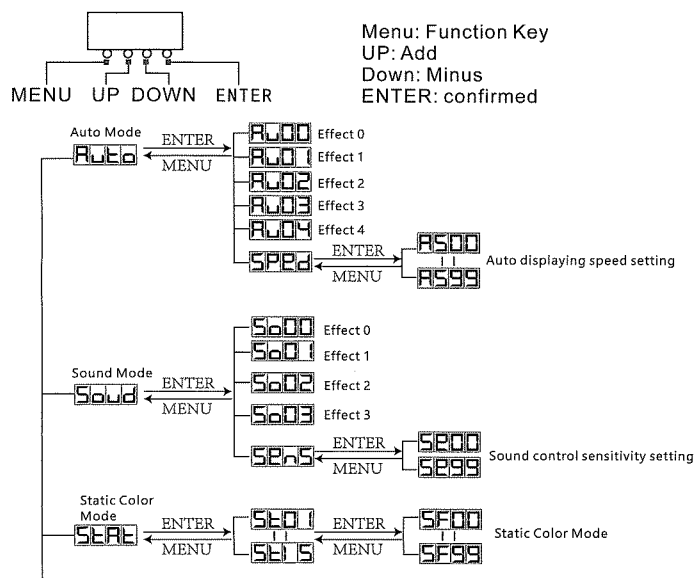 Menu: Function Key
UP: Add
Down: Minus
ENTER: confirmed
MENU UP DOWN ENTER
Auto Mode
Auto
ENTER
MENU
Au00 Effect 0
Au01 Effect 1
Au02 Effect 2
Au03 Effect 3
Au04 Effect 4
SPEd
ENTER
MENU
AS00
AS99
Auto displaying speed setting
Sound Mode
Soud
ENTER
MENU
So00 Effect 0
So01 Effect 1
So02 Effect 2
So03 Effect 3
SEnS
ENTER
MENU
SE00
SE99
Sound control sensitivity setting
Static Color
Mode
StAt
ENTER
MENU
St01
St15
ENTER
MENU
SF00
SF99
Static Color Mode